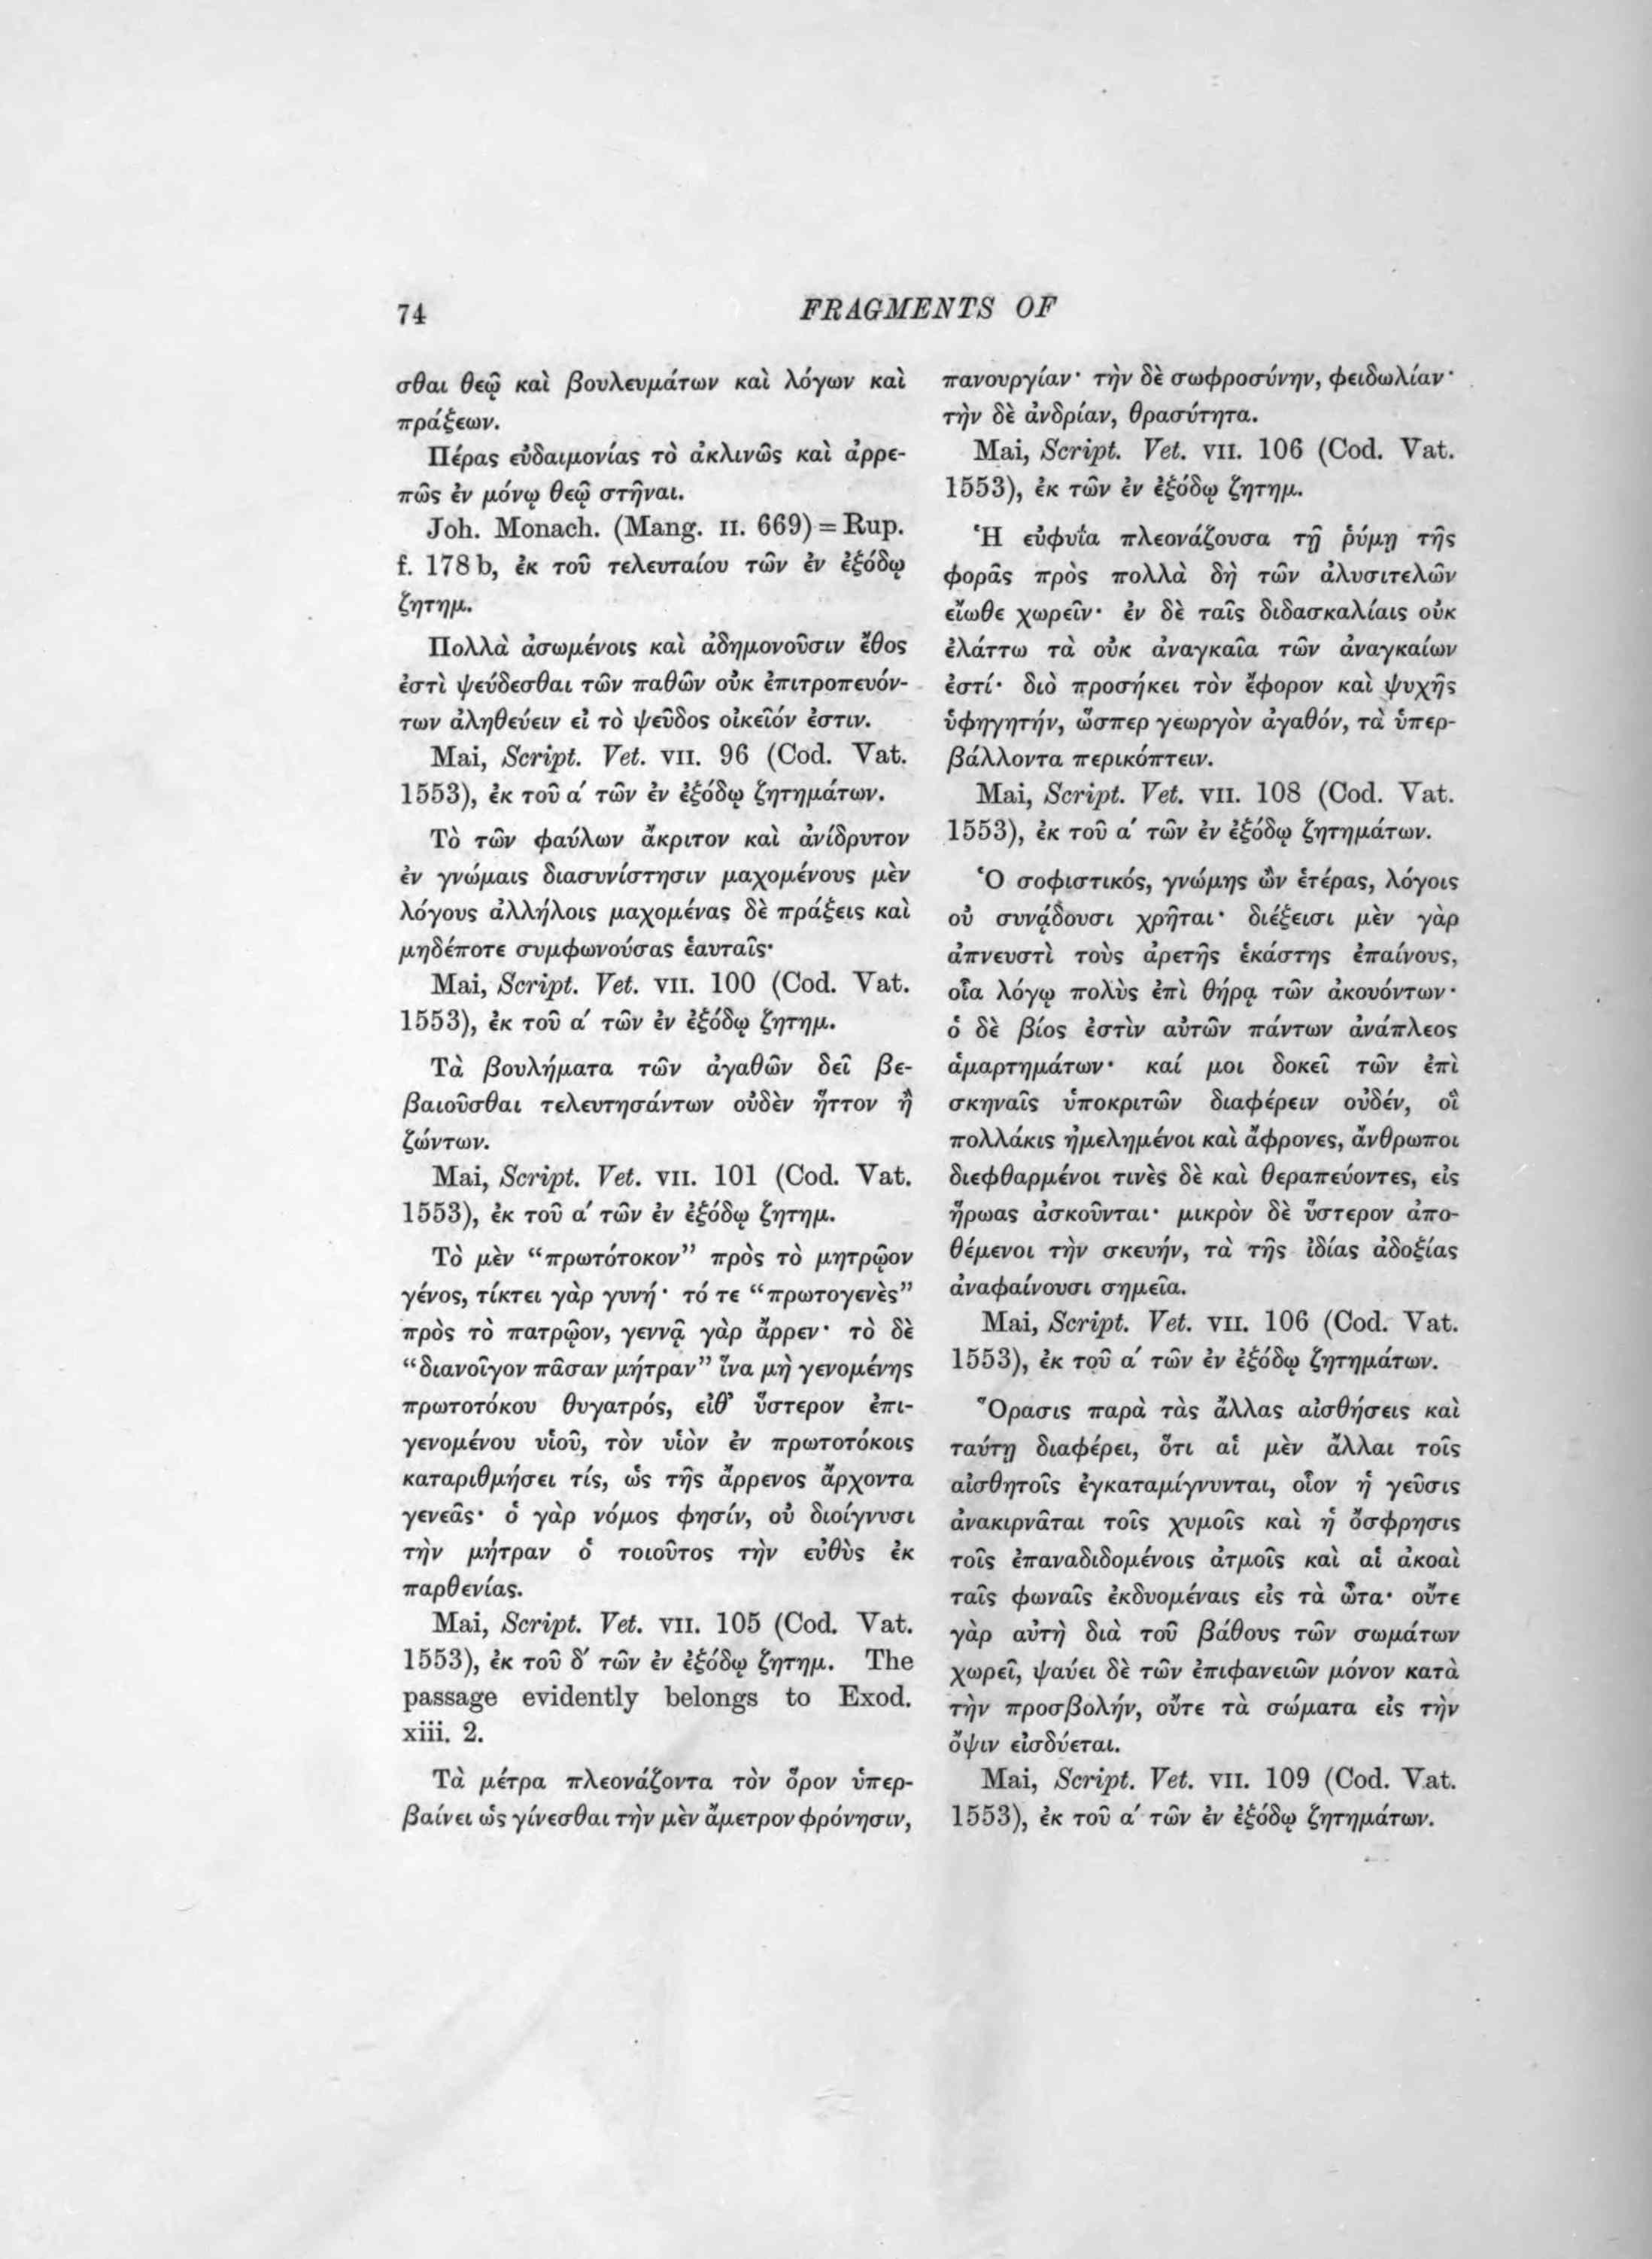 74
FRAGMENTS OF
σθαι θεῷ καὶ βουλευμάτων καὶ λόγων καὶ
πράξεων.
Πέρας εὐδαιμονίας τὸ ἀκλινῶς καὶ ἀρρε-
πῶς ἐν μόνῳ θεῷ στῆναι.
Joh. Monach. (Mang. II. 669) = Rup.
f. 178 b, ἐκ τοῦ τελευταίου τῶν ἐν ἐξόδῳ
ζητημ.
Πολλὰ ἀσωμένοις καὶ ἀδημονοῦσιν ἔθος
ἐστὶ ψεύδεσθαι τῶν παθῶν οὐκ ἐπιτροπευόν-
των ἀληθεύειν εἰ τὸ ψεῦδος οἰκεῖόν ἐστιν.
Mai, Script. Vet. VII. 96 (Cod. Vat.
1553), ἐκ τοῦ α΄ τῶν ἐν ἐξόδῳ ζητημάτων.
Τὸ τῶν φαύλων ἄκριτον καὶ ἀνίδρυτον
ἐν γνώμαις διασυνίστησιν μαχομένους μὲν
λόγους ἀλλήλοις μαχομένας δὲ πράξεις καὶ
μηδέποτε συμφωνούσας ἑαυταῖς·
Mai, Script. Vet. VII. 100 (Cod. Vat.
1553), ἐκ τοῦ α΄ τῶν ἐν ἐξόδῳ ζητημ.
Τὰ βουλήματα τῶν ἀγαθῶν δεῖ βε-
βαιοῦσθαι τελευτησάντων οὐδὲν ἧττον ἢ
ζώντων.
Mai, Script. Vet. VII. 101 (Cod. Vat.
1553), ἐκ τοῦ α΄ τῶν ἐν ἐξόδῳ ζητημ.
Τὸ μὲν “πρωτότοκον” πρὸς τὸ μητρῷον
γένος, τίκτει γὰρ γυνή· τό τε “πρωτογενὲς”
πρὸς τὸ πατρῷον, γεννᾷ γὰρ ἄρρεν· τὸ δὲ
“διανοῖγον πᾶσαν μήτραν” ἵνα μὴ γενομένης
πρωτοτόκου θυγατρός, εἶθ’ ὕστερον ἐπι-
γενομένου υἱοῦ, τὸν υἱὸν ἐν πρωτοτόκοις
καταριθμήσει τίς, ὡς τῆς ἄρρενος ἄρχοντα
γενεᾶς· ὁ γὰρ νόμος φησίν, οὐ διοίγνυσι
τὴν μήτραν ὁ τοιοῦτος τὴν εὐθὺς ἐκ
παρθενίας.
Mai, Script. Vet. VII. 105 (Cod. Vat.
1553), ἐκ τοῦ δ΄ τῶν ἐν ἐξόδῳ ζητημ. The
passage evidently belongs to Exod.
xiii. 2.
Τὰ μέτρα πλεονάζοντα τὸν ὅρον ὑπερ-
βαίνει ὡς γίνεσθαι τὴν μὲν ἄμετρον φρόνησιν,
πανουργίαν· τὴν δὲ σωφροσύνην, φειδωλίαν·
τὴν δὲ ἀνδρίαν, θρασύτητα.
Mai, Script. Vet. VII. 106 (Cod. Vat.
1553), ἐκ τῶν ἐν ἐξόδῳ ζητημ.
Ἡ εὐφυΐα πλεονάζουσα τῇ ῥύμῃ τῆς
φορᾶς πρὸς πολλὰ δὴ τῶν ἀλυσιτελῶν
εἴωθε χωρεῖν· ἐν δὲ ταῖς διδασκαλίαις οὐκ
ἐλάττω τὰ οὐκ ἀναγκαῖα τῶν ἀναγκαίων
ἐστί· διὸ προσήκει τὸν ἔφορον καὶ ψυχῆς
ὑφηγητήν, ὥσπερ γεωργὸν ἀγαθόν, τὰ ὑπερ-
βάλλοντα περικόπτειν.
Mai, Script. Vet. VII. 108 (Cod. Vat.
1553), ἐκ τοῦ α΄ τῶν ἐν ἐξόδῳ ζητημάτων.
Ὁ σοφιστικός, γνώμης ὢν ἑτέρας, λόγοις
οὐ συνᾴδουσι χρῆται· διέξεισι μὲν γὰρ
ἀπνευστὶ τοὺς ἀρετῆς ἑκάστης ἐπαίνους,
οἷα λόγῳ πολὺς ἐπὶ θήρᾳ τῶν ἀκουόντων·
ὁ δὲ βίος ἐστὶν αὐτῶν πάντων ἀνάπλεος
ἁμαρτημάτων· καί μοι δοκεῖ τῶν ἐπὶ
σκηναῖς ὑποκριτῶν διαφέρειν οὐδέν, οἳ
πολλάκις ἠμελημένοι καὶ ἄφρονες, ἄνθρωποι
διεφθαρμένοι τινὲς δὲ καὶ θεραπεύοντες, εἰς
ἥρωας ἀσκοῦνται· μικρὸν δὲ ὕστερον ἀπο-
θέμενοι τὴν σκευήν, τὰ τῆς ἰδίας ἀδοξίας
ἀναφαίνουσι σημεῖα.
Mai, Script. Vet. VII. 106 (Cod. Vat.
1553), ἐκ τοῦ α΄ τῶν ἐν ἐξόδῳ ζητημάτων.
Ὅρασις παρὰ τὰς ἄλλας αἰσθήσεις καὶ
ταύτῃ διαφέρει, ὅτι αἱ μὲν ἄλλαι τοῖς
αἰσθητοῖς ἐγκαταμίγνυνται, οἷον ἡ γεῦσις
ἀνακιρνᾶται τοῖς χυμοῖς καὶ ἡ ὄσφρησις
τοῖς ἐπαναδιδομένοις ἀτμοῖς καὶ αἱ ἀκοαὶ
ταῖς φωναῖς ἐκδυομέναις εἰς τὰ ὦτα· οὔτε
γὰρ αὐτὴ διὰ τοῦ βάθους τῶν σωμάτων
χωρεῖ, ψαύει δὲ τῶν ἐπιφανειῶν μόνον κατὰ
τὴν προσβολήν, οὔτε τὰ σώματα εἰς τὴν
ὄψιν εἰσδύεται.
Mai, Script. Vet. VII. 109 (Cod. Vat.
1553), ἐκ τοῦ α΄ τῶν ἐν ἐξόδῳ ζητημάτων.